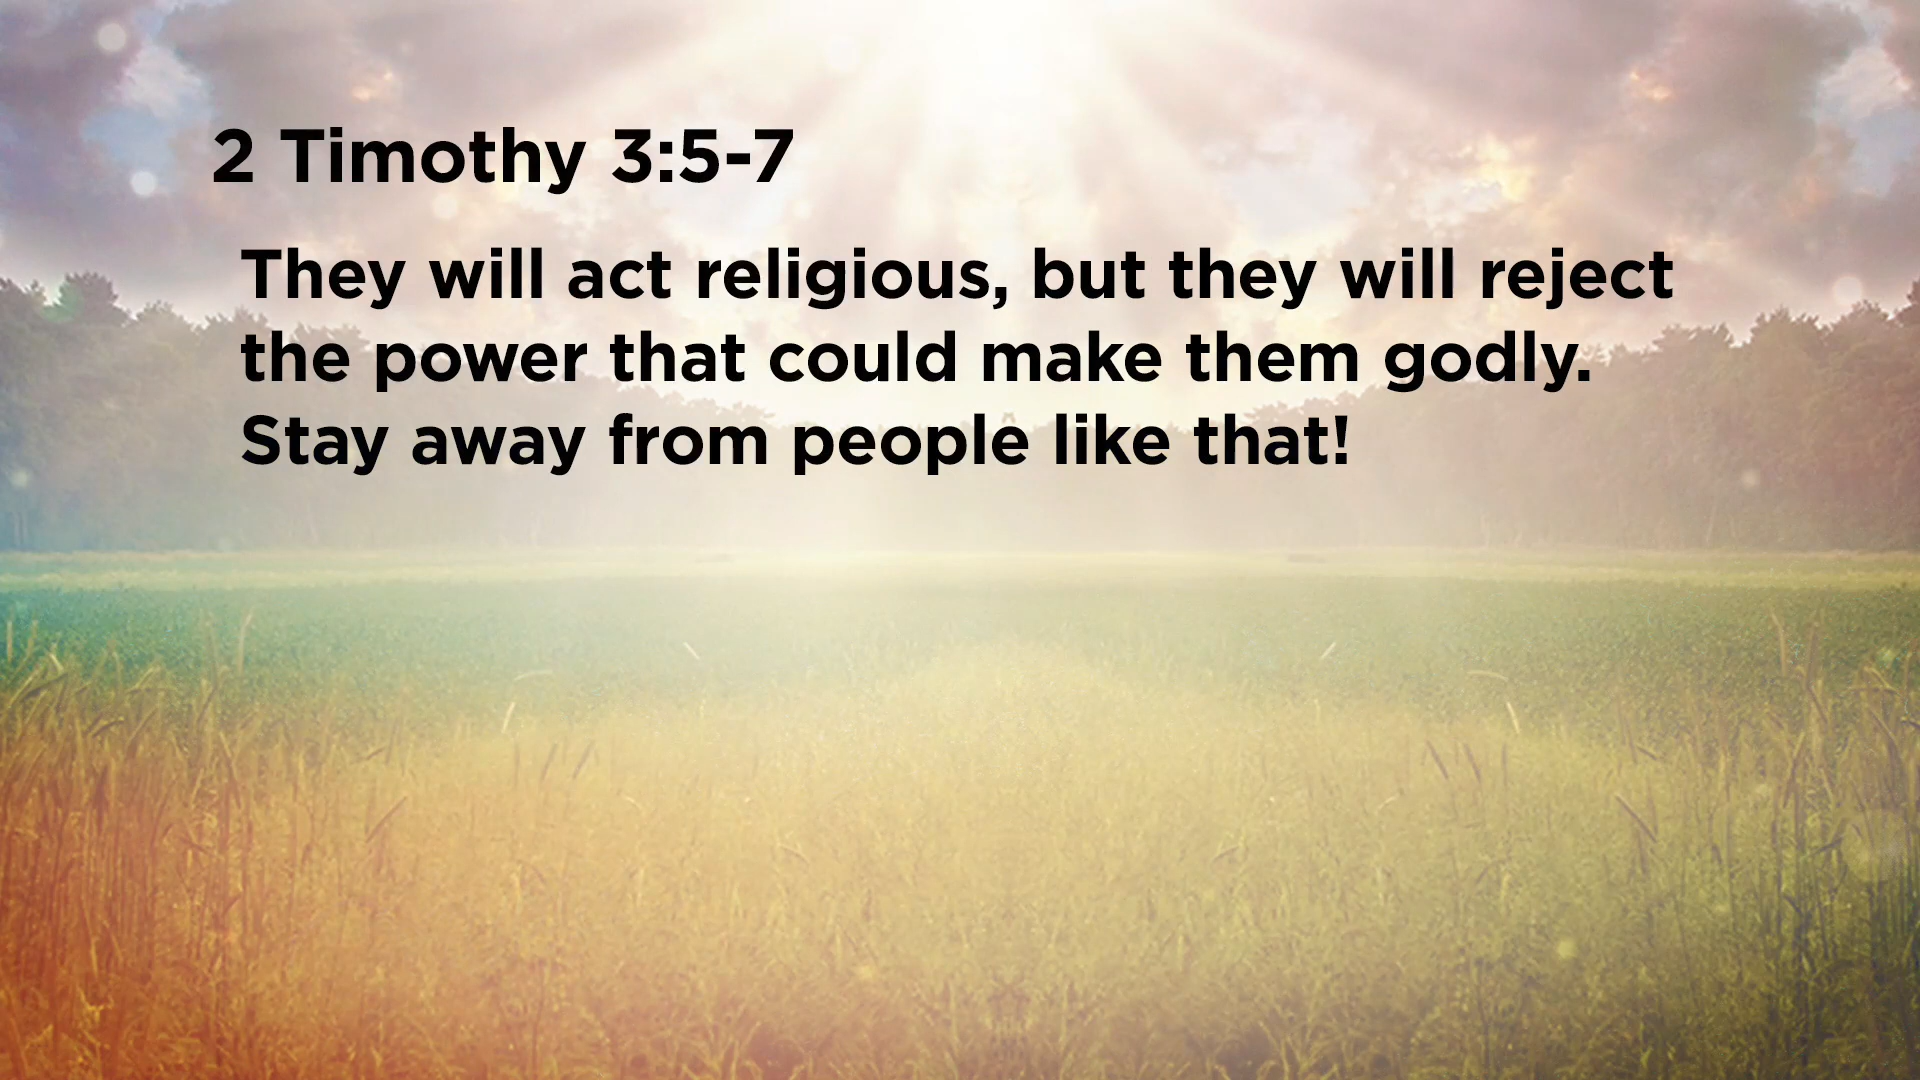 2 Timothy 3:5-7
They will act religious, but they will reject
the power that could make them godly.
Stay away from people like that!